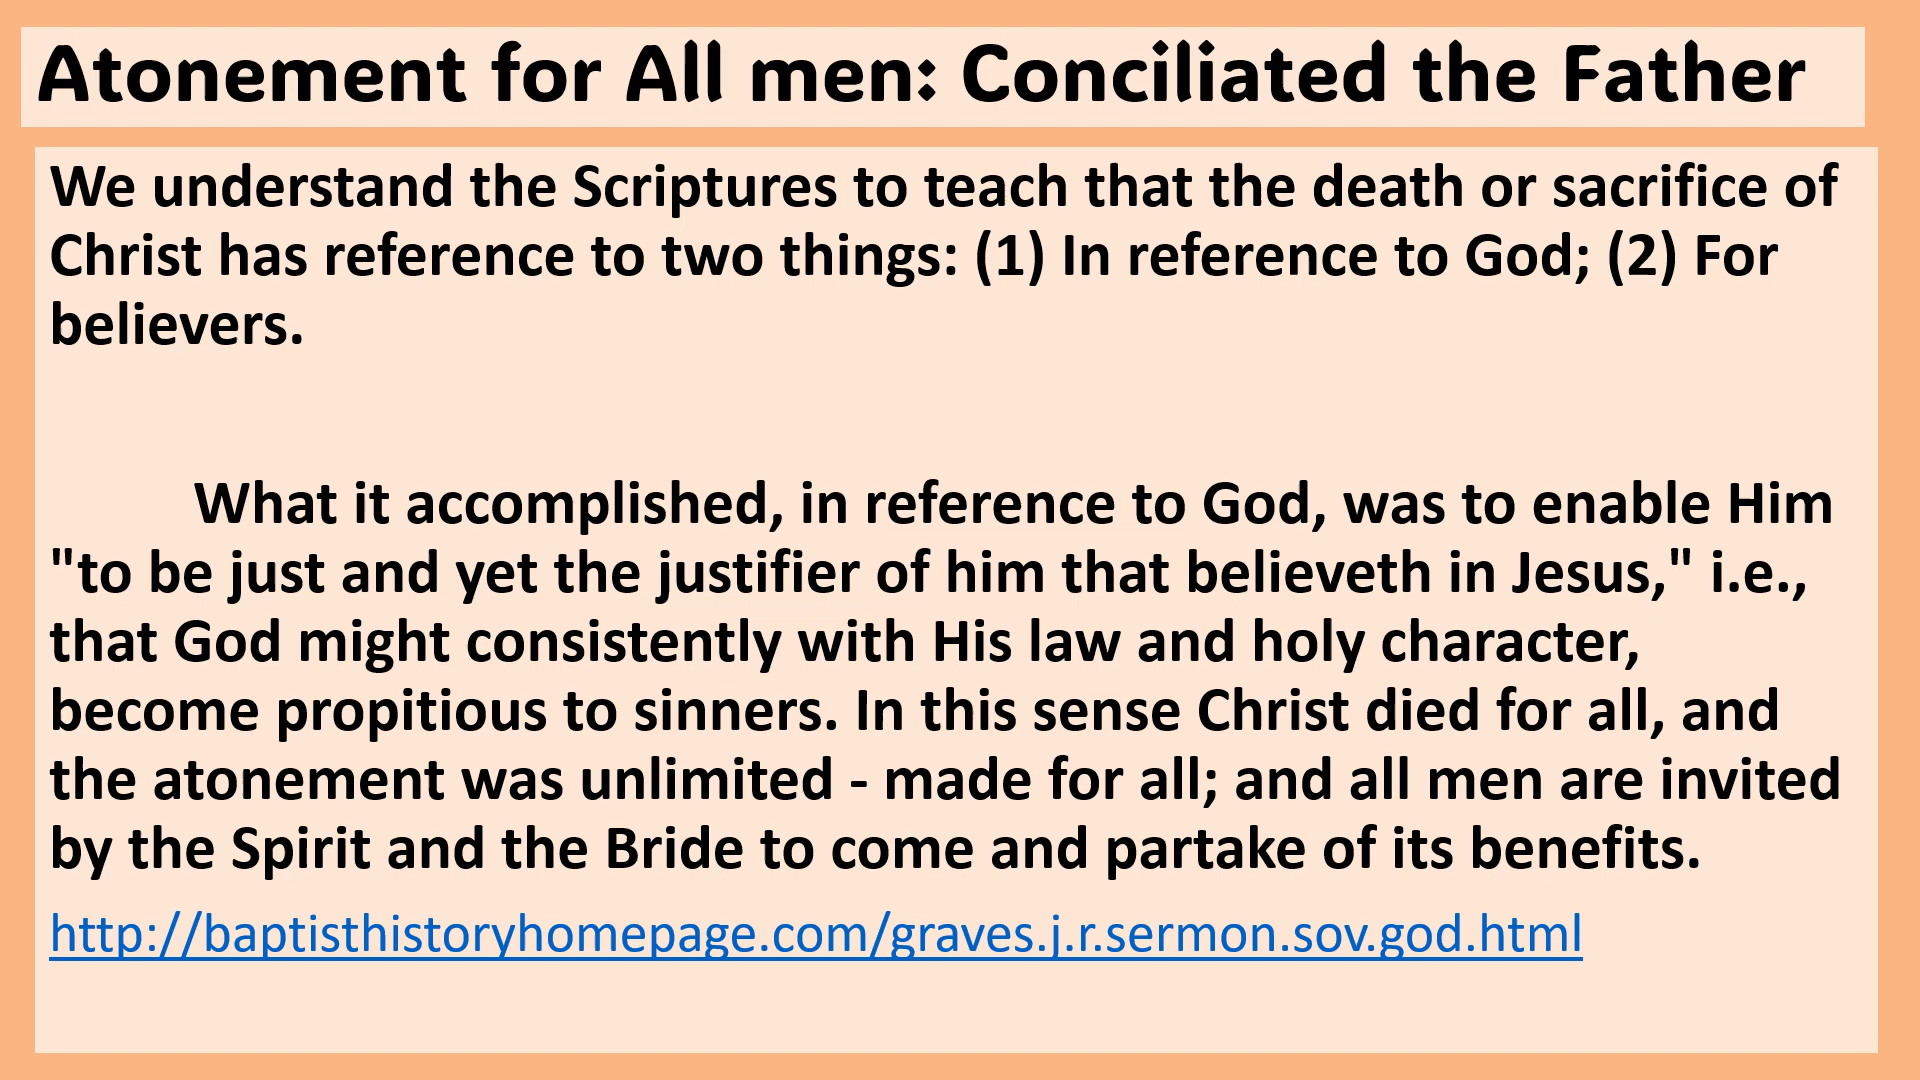 Atonement for All men: Conciliated the Father
We understand the Scriptures to teach that the death or sacrifice of
Christ has reference to two things: (1) In reference to God; (2) For
believers.
What it accomplished, in reference to God, was to enable Him
"to be just and yet the justifier of him that believeth in Jesus," i.e.,
that God might consistently with His law and holy character,
become propitious to sinners. In this sense Christ died for all, and
the atonement was unlimited - made for all; and all men are invited
by the Spirit and the Bride to come and partake of its benefits.
http://baptisthistoryhomepage.com/graves.j.r.sermon.sov.god.html